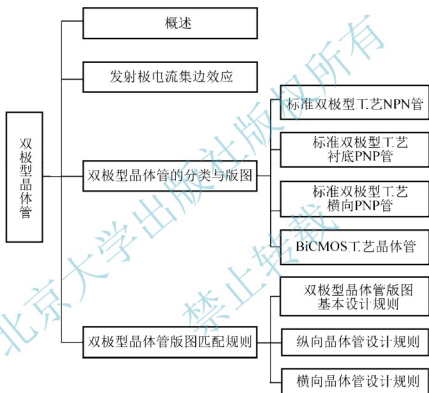 概述
发射极电流集边效应
双极型晶体管
双极型晶体管的分类与版图
标准双极型工艺NPN管
标准双极型工艺
衬底PNP管
标准双极型工艺
横向PNP管
BiCMOS工艺晶体管
双极型晶体管版图匹配规则
双极型晶体管版图
基本设计规则
纵向晶体管设计规则
横向晶体管设计规则
北京大学出版社版权所有
禁止转载